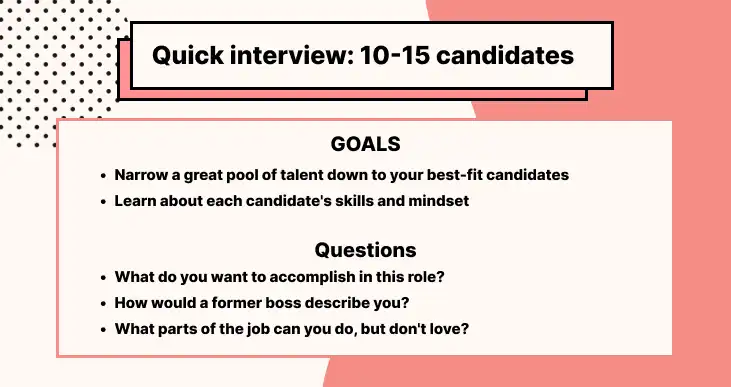 Quick interview: 10-15 candidates
GOALS
• Narrow a great pool of talent down to your best-fit candidates
• Learn about each candidate's skills and mindset
Questions
• What do you want to accomplish in this role?
• How would a former boss describe you?
• What parts of the job can you do, but don't love?